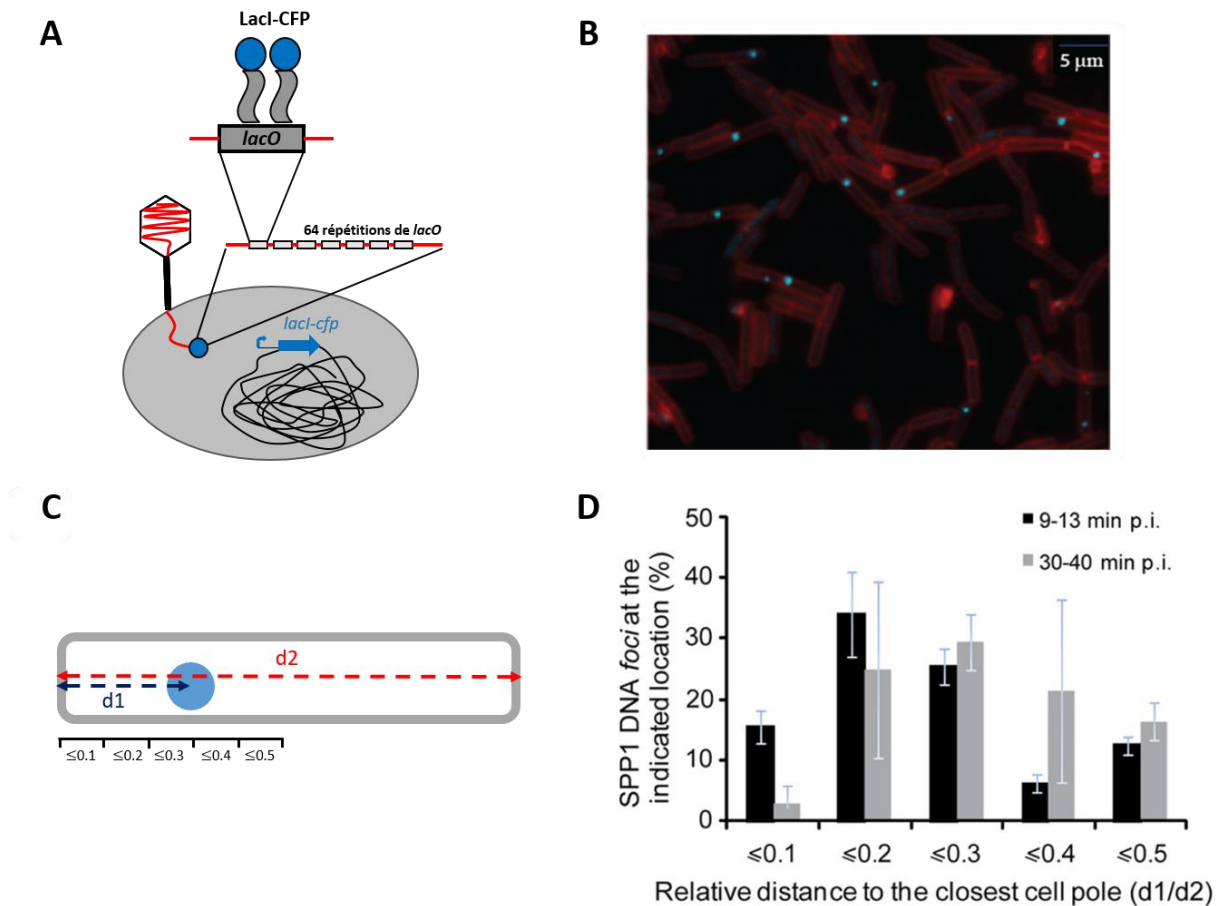 A
LacI-CFP
lacO
64 répétitions de lacO
lacI-cfp
B
5 μm
C
d2
d1
≤0.1 ≤0.2 ≤0.3 ≤0.4 ≤0.5
D
50
40
30
20
10
0
SPP1 DNA foci at the
indicated location (%)
9-13 min p.i.
30-40 min p.i.
⩽0.1 ⩽0.2 ⩽0.3 ⩽0.4 ⩽0.5
Relative distance to the closest cell pole (d1/d2)